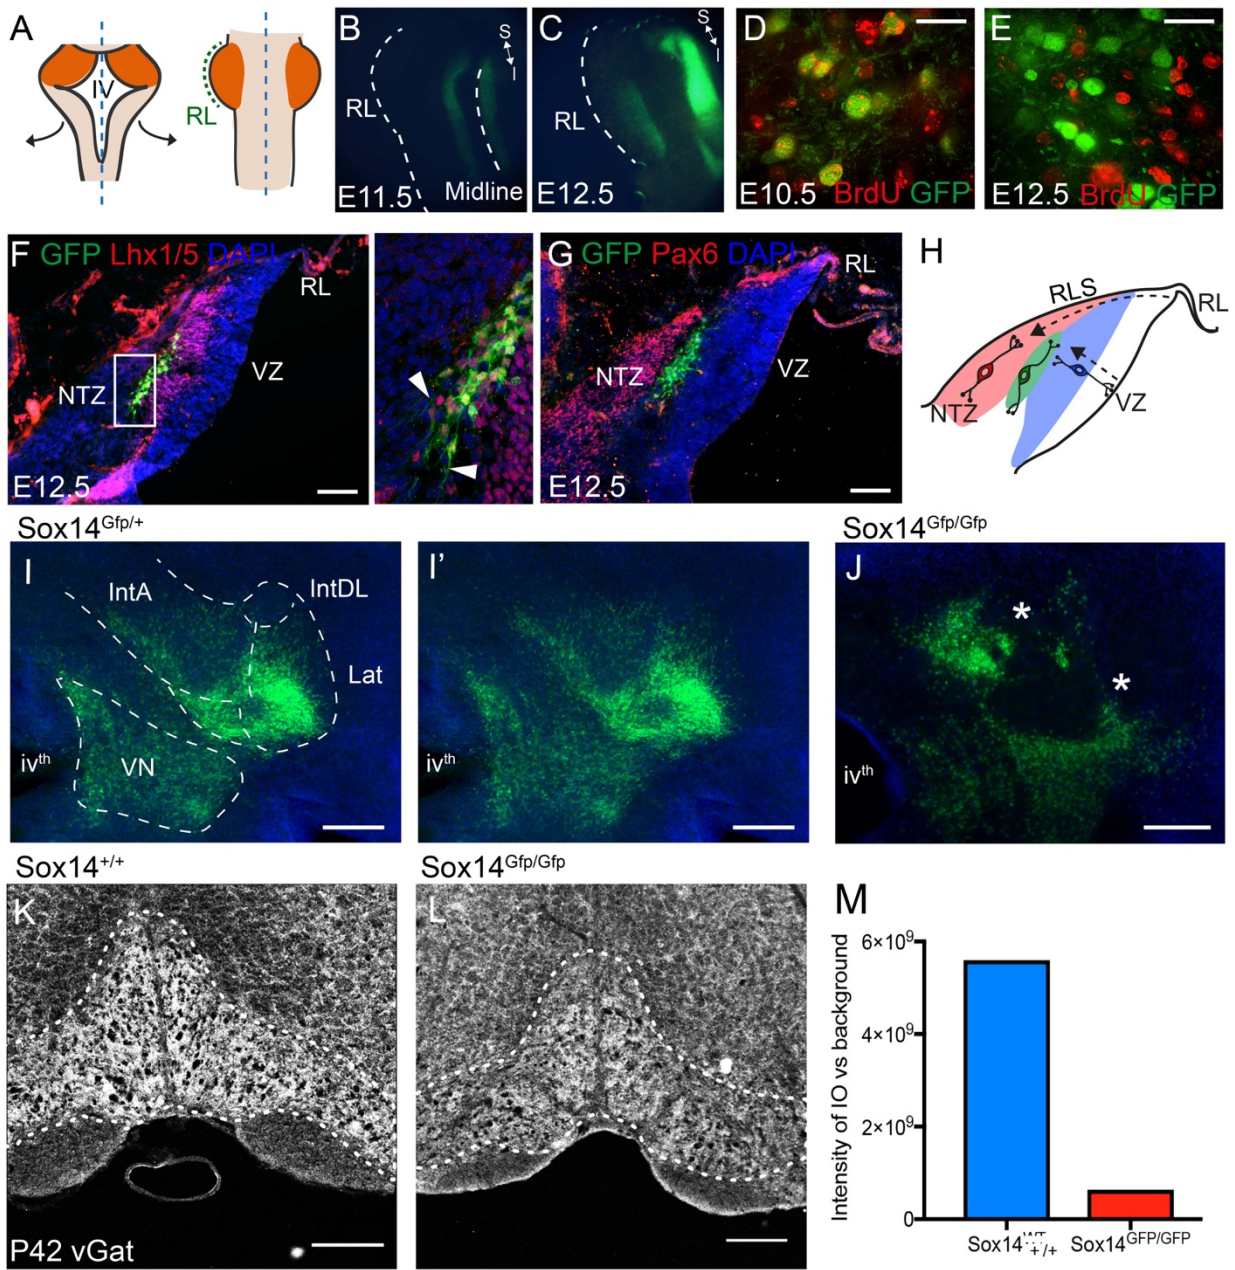 A
IV
RL
B
S
I
RL
E11.5
Midline
C
S
I
RL
E12.5
D
E10.5 BrdU GFP
E
E12.5 BrdU GFP
F GFP Lhx1/5 DAPI
RL
NTZ
VZ
E12.5
G GFP Pax6 DAPI
RL
NTZ
VZ
E12.5
H
RLS
RL
NTZ
VZ
Sox14Gfp/+
I
IntA
IntDL
Lat
VN
ivth
I’
ivth
Sox14Gfp/Gfp
J
*
*
ivth
Sox14+/+
K
P42 vGat
Sox14Gfp/Gfp
L
M
Intensity of IO vs background
6×10⁹
4×10⁹
2×10⁹
0
Sox14 +/+
Sox14GFP/GFP